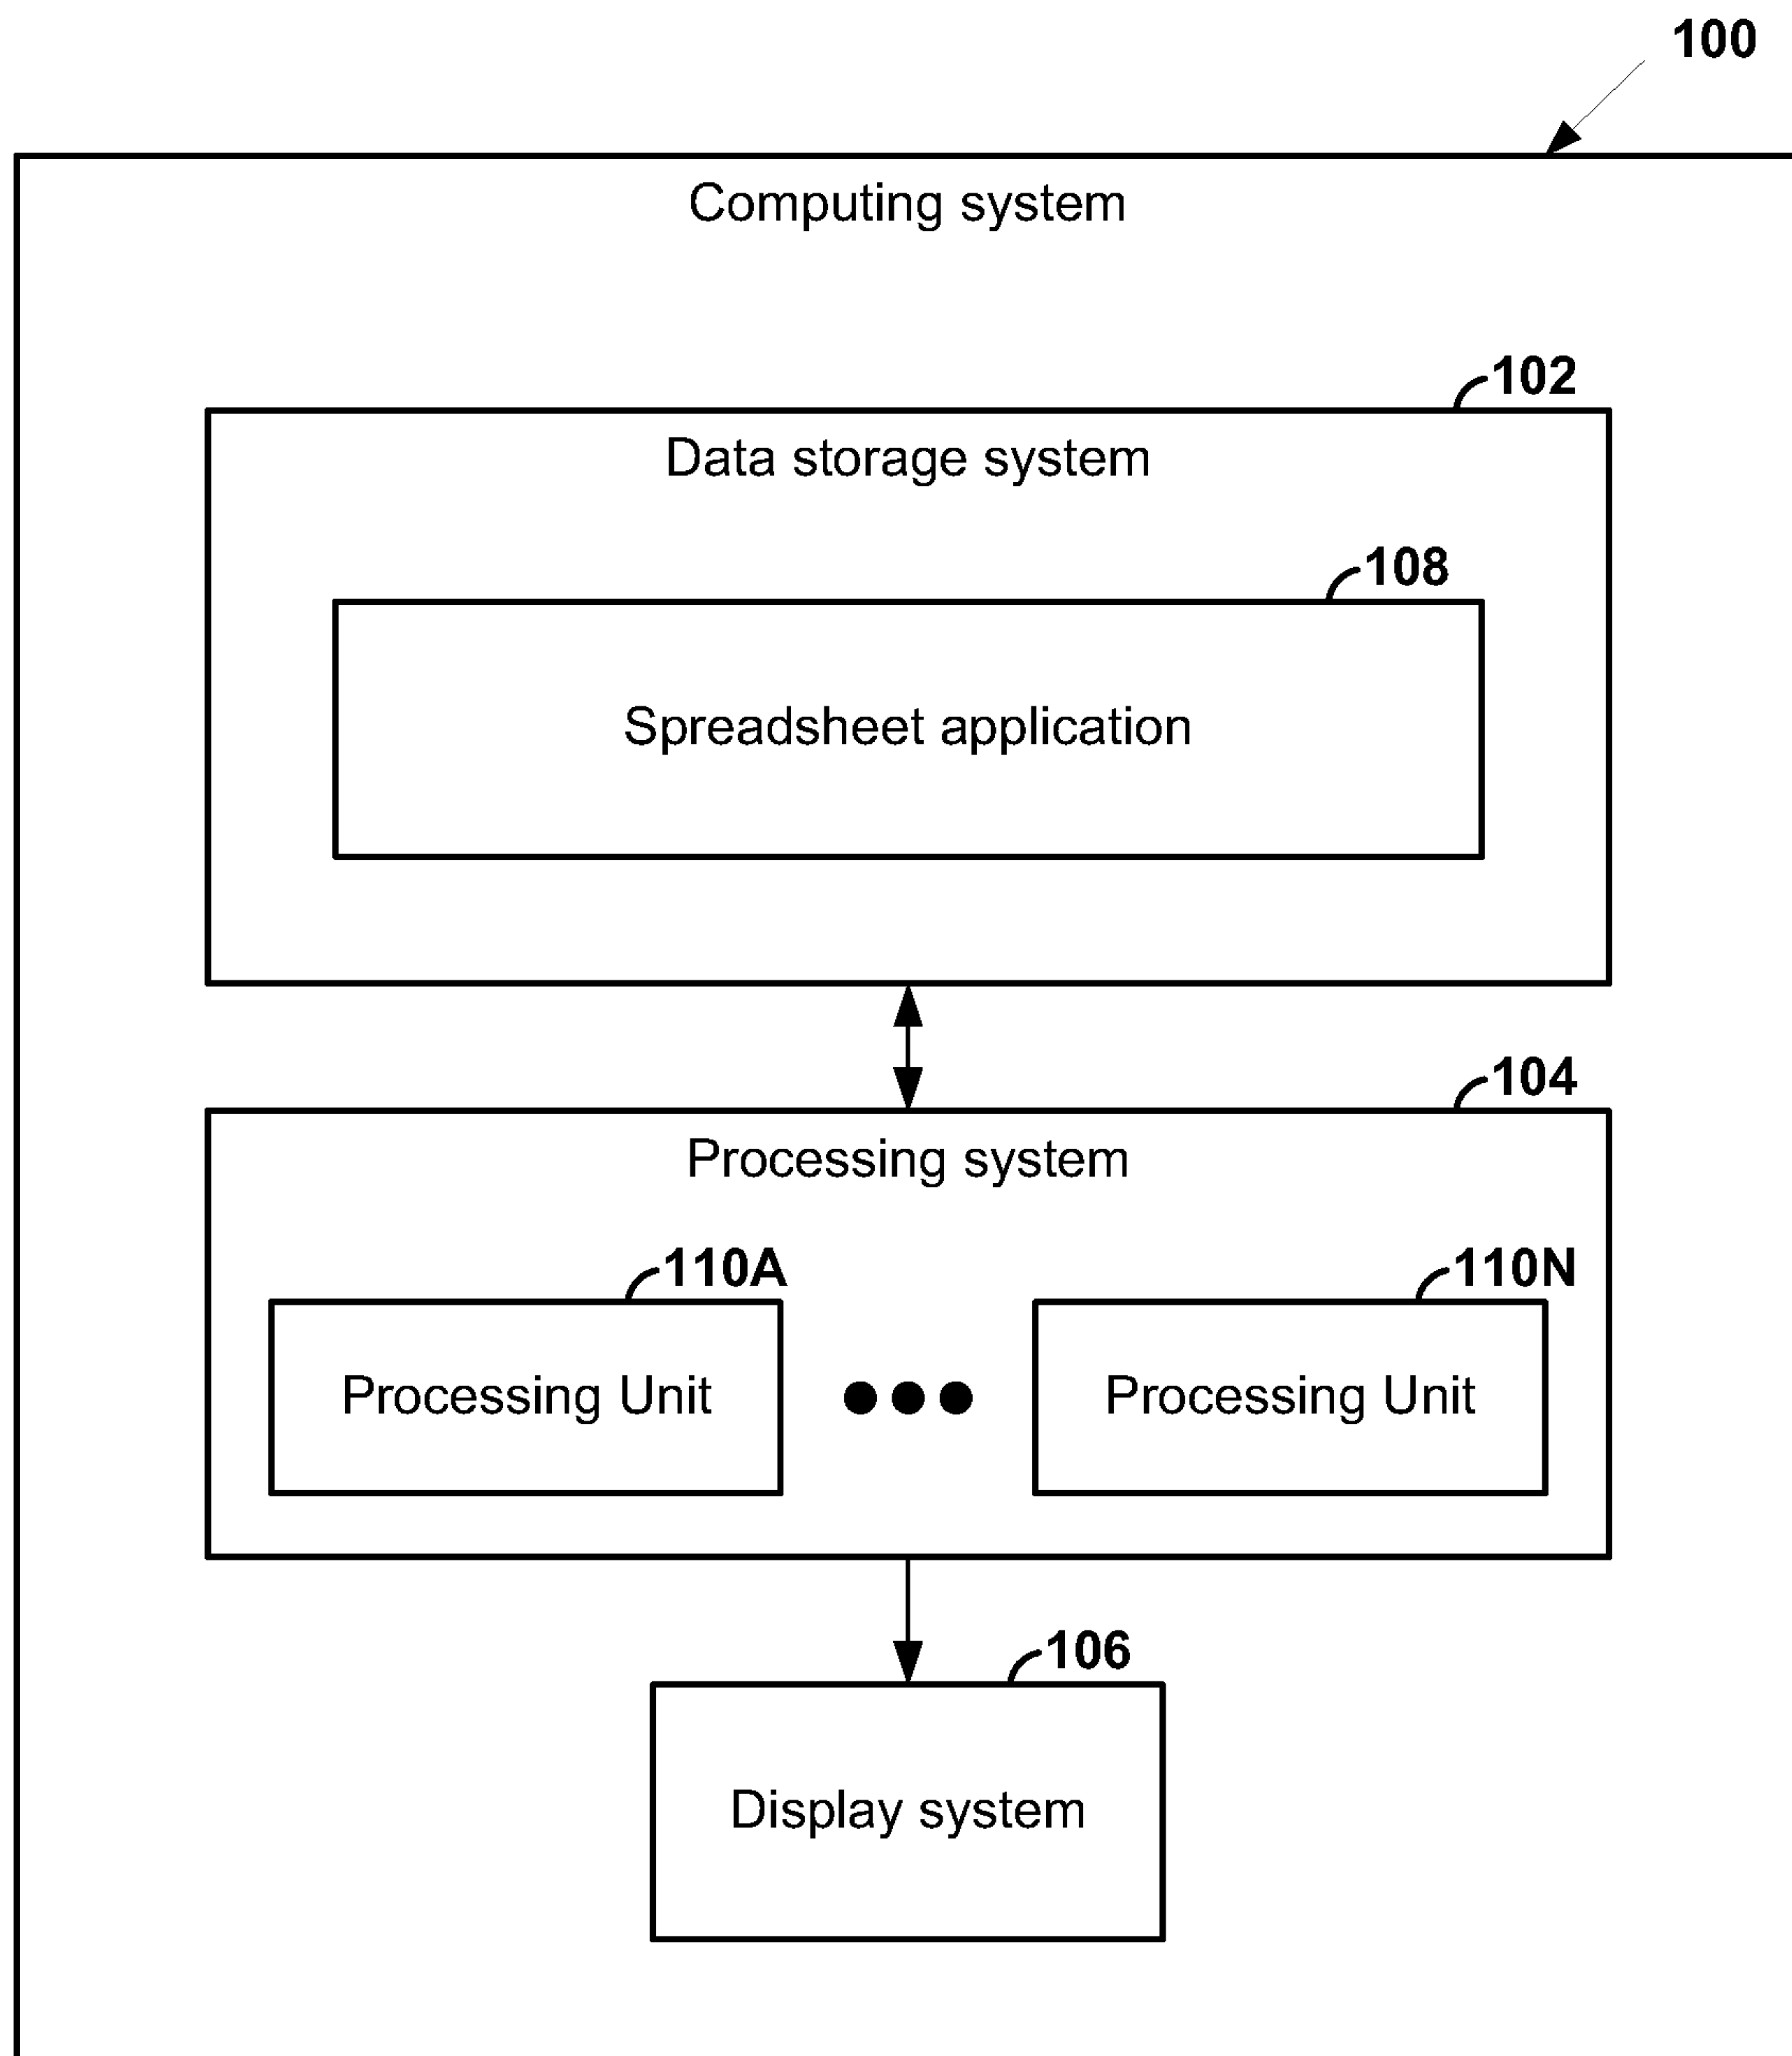 100
Computing system
102
Data storage system
108
Spreadsheet application
104
Processing system
110A
110N
Processing Unit
Processing Unit
106
Display system